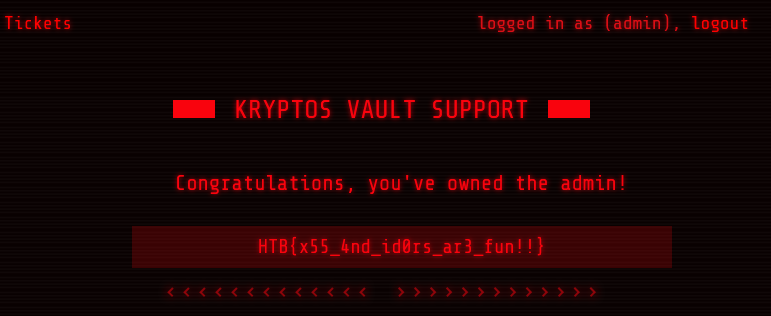 Tickets
logged in as (admin), logout
KRYPTOS VAULT SUPPORT
Congratulations, you've owned the admin!
HTB{x55_4nd_id0rs_ar3_fun!!}
<<<<<<<<<<<<< >>>>>>>>>>>>>